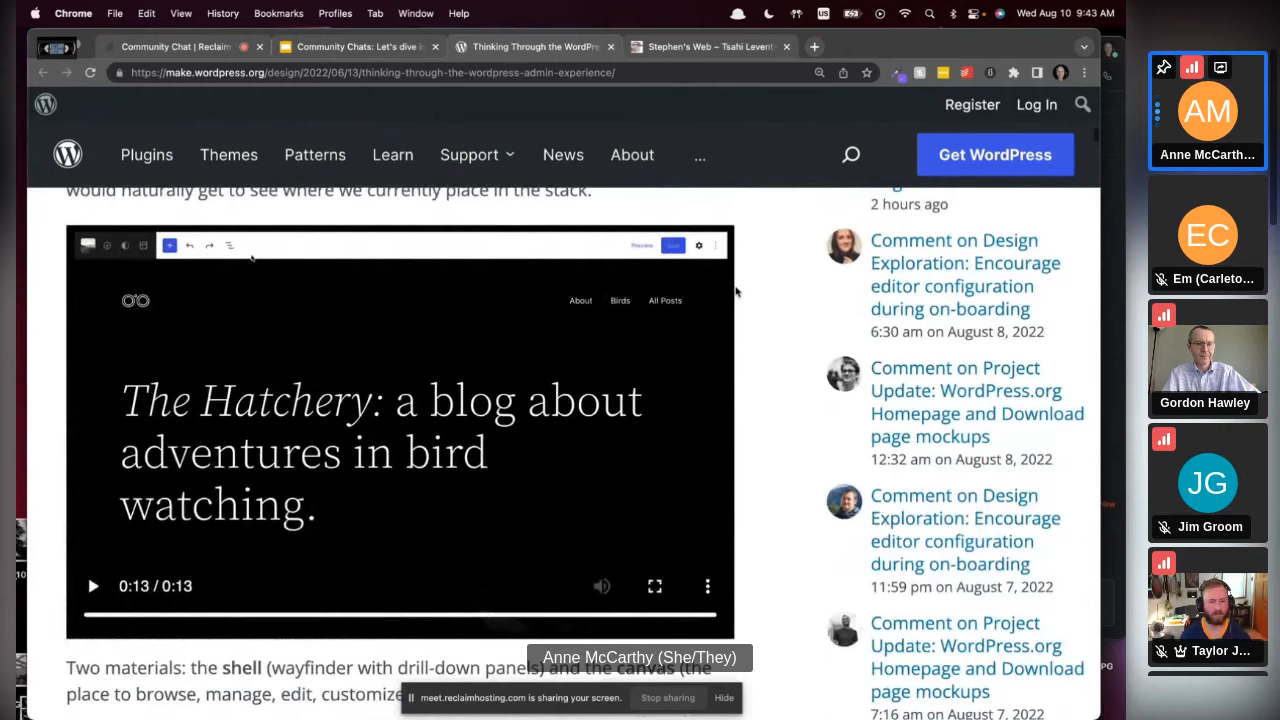 Chrome File Edit View History Bookmarks Profiles Tab Window Help
US
Wed Aug 10 9:43 AM
Community Chat | Reclaim
Community Chats: Let's dive i
Thinking Through the WordPre
Stephen's Web ~ Tsahi Levent-
https://make.wordpress.org/design/2022/06/13/thinking-through-the-wordpress-admin-experience/
Register Log In
Plugins Themes Patterns Learn Support News About ...
Get WordPress
would naturally get to see where we currently place in the stack.
Preview
About Birds All Posts
The Hatchery: a blog about
adventures in bird
watching.
0:13 / 0:13
Two materials: the shell (wayfinder with drill-down panels) and the canvas (the
place to browse, manage, edit, customize
Anne McCarthy (She/They)
meet.reclaimhosting.com is sharing your screen. Stop sharing Hide
2 hours ago
Comment on Design
Exploration: Encourage
editor configuration
during on-boarding
6:30 am on August 8, 2022
Comment on Project
Update: WordPress.org
Homepage and Download
page mockups
12:32 am on August 8, 2022
Comment on Design
Exploration: Encourage
editor configuration
during on-boarding
11:59 pm on August 7, 2022
Comment on Project
Update: WordPress.org
Homepage and Download
page mockups
7:16 am on August 7, 2022
AM
Anne McCarth...
EC
Em (Carleto...
Gordon Hawley
JG
Jim Groom
Taylor J...